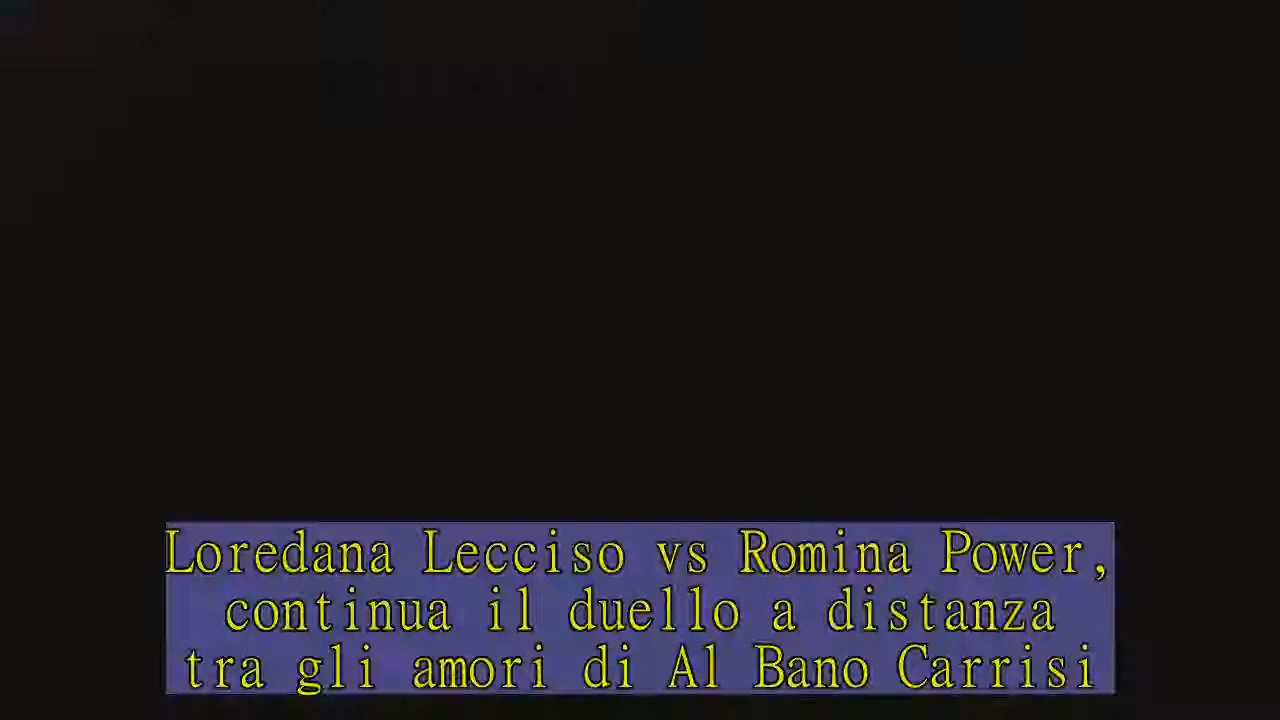 Loredana Lecciso vs Romina Power,
continua il duello a distanza
tra gli amori di Al Bano Carrisi